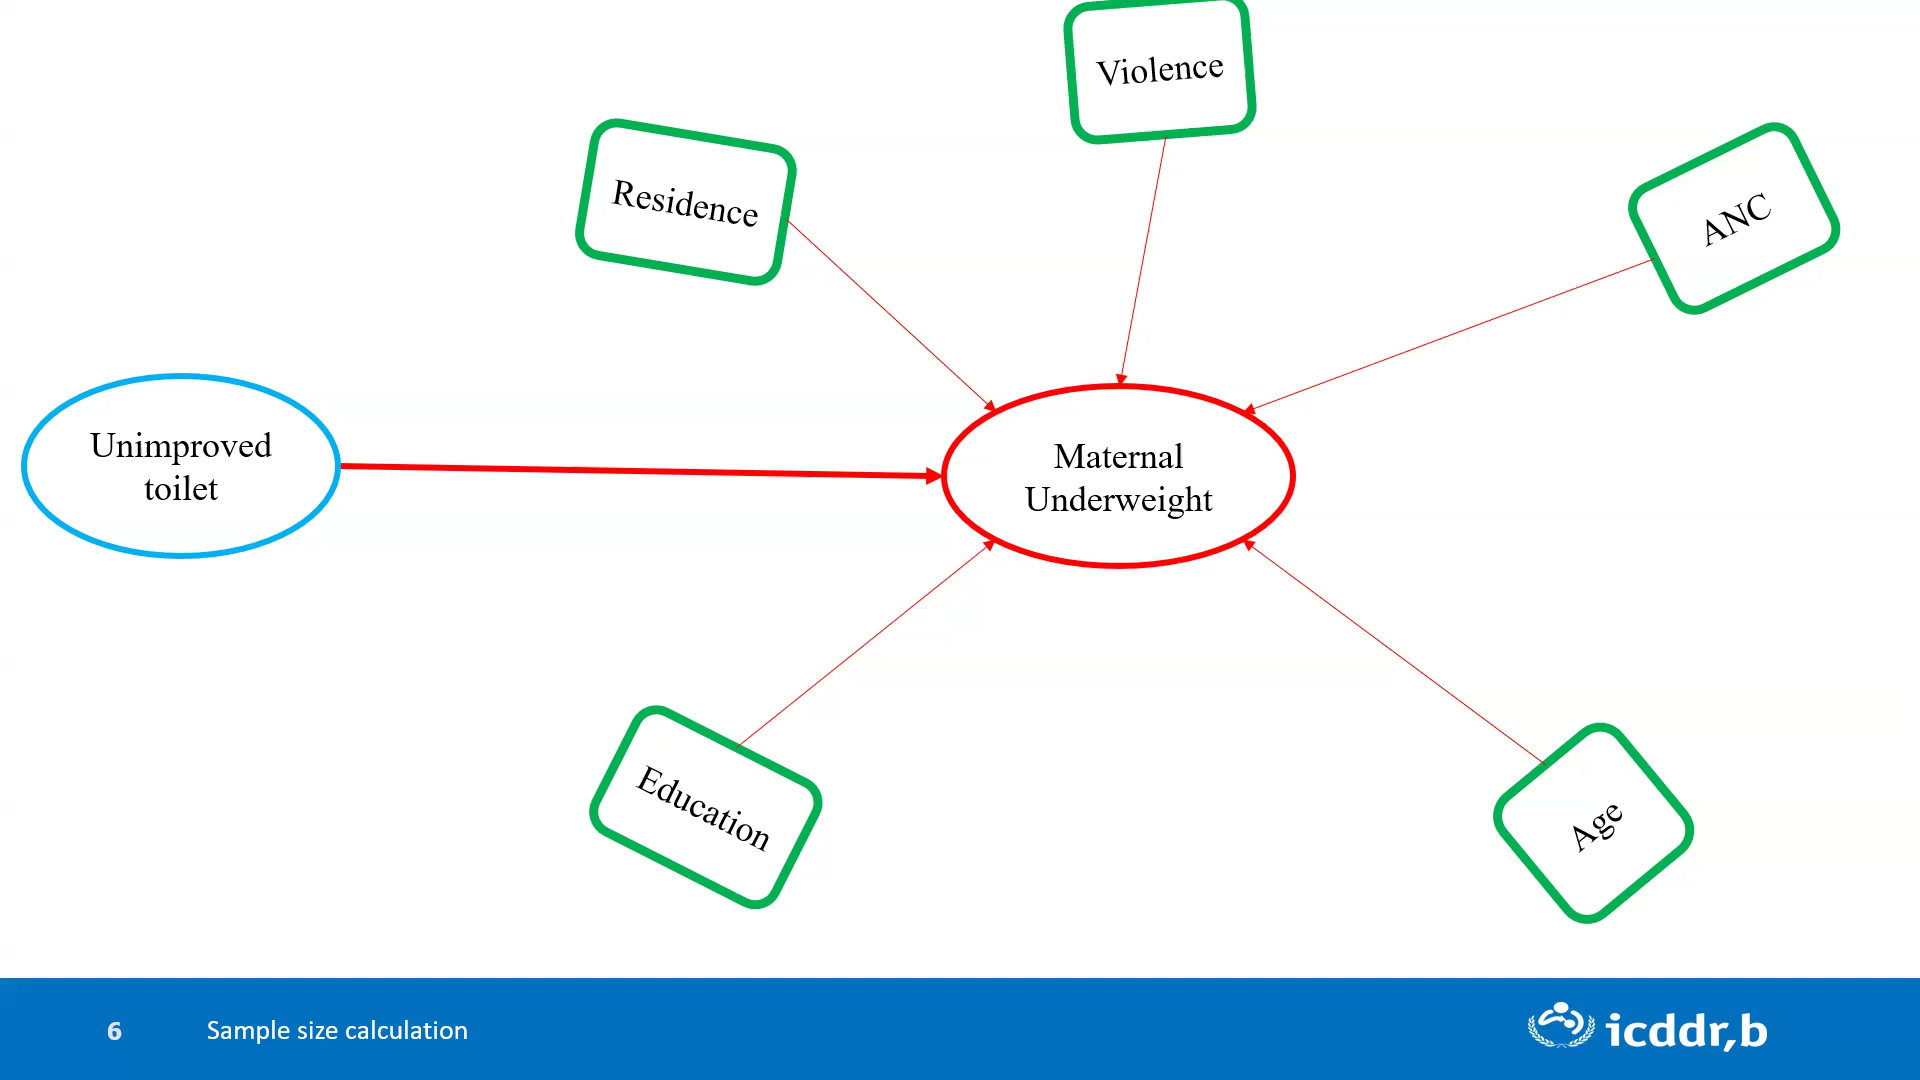 Violence
Residence
ANC
Unimproved
toilet
Maternal
Underweight
Education
Age
6
Sample size calculation
icddr,b